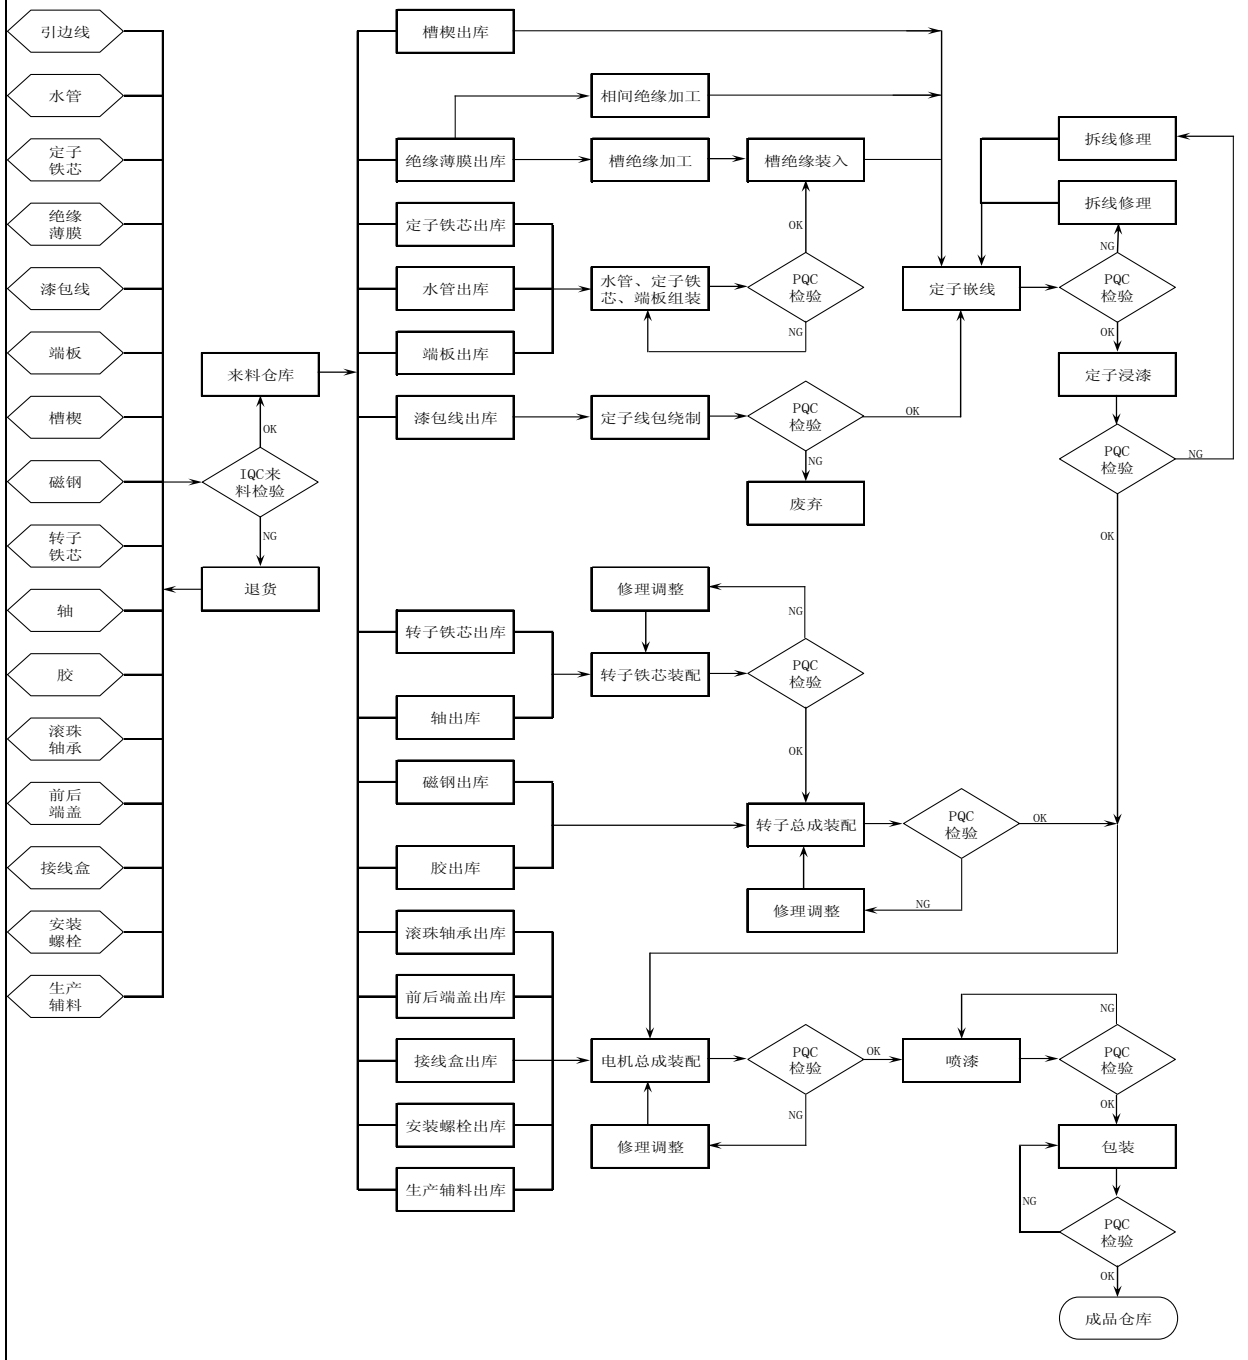 引边线
水管
定子
铁芯
绝缘
薄膜
漆包线
端板
槽楔
磁钢
转子
铁芯
轴
胶
滚珠
轴承
前后
端盖
接线盒
安装
螺栓
生产
辅料
来料仓库
OK
IQC来
料检验
NG
退货
槽楔出库
绝缘薄膜出库
定子铁芯出库
水管出库
端板出库
漆包线出库
转子铁芯出库
轴出库
磁钢出库
胶出库
滚珠轴承出库
前后端盖出库
接线盒出库
安装螺栓出库
生产辅料出库
相间绝缘加工
槽绝缘加工
槽绝缘装入
OK
水管、定子铁
芯、端板组装
PQC
检验
NG
定子线包绕制
PQC
检验
OK
NG
废弃
拆线修理
拆线修理
NG
定子嵌线
PQC
检验
OK
定子浸漆
PQC
检验
NG
OK
修理调整
NG
转子铁芯装配
PQC
检验
OK
转子总成装配
PQC
检验
OK
修理调整
NG
电机总成装配
PQC
检验
OK
NG
修理调整
喷漆
NG
PQC
检验
OK
包装
NG
PQC
检验
OK
成品仓库